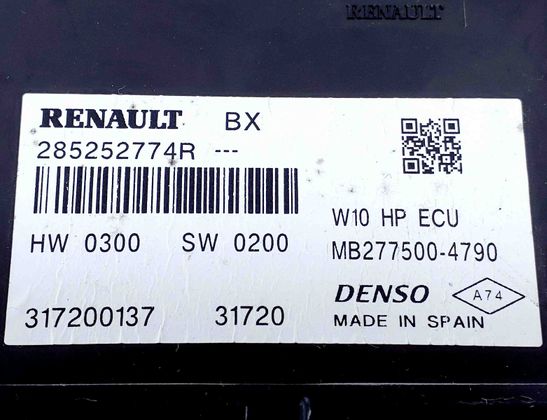 RENAULT
RENAULT BX
285252774R ---
HW 0300 SW 0200
W10 HP ECU
MB277500-4790
DENSO A74
317200137 31720
MADE IN SPAIN